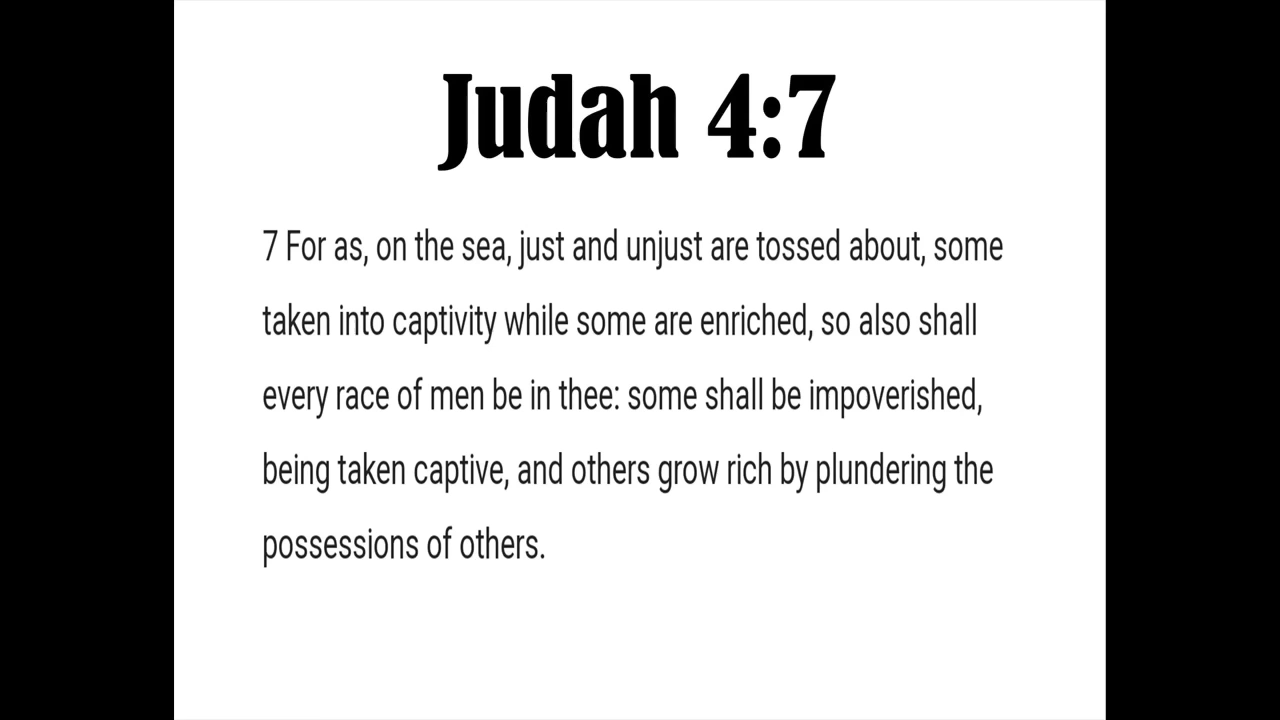 Judah 4:7
7 For as, on the sea, just and unjust are tossed about, some
taken into captivity while some are enriched, so also shall
every race of men be in thee: some shall be impoverished,
being taken captive, and others grow rich by plundering the
possessions of others.